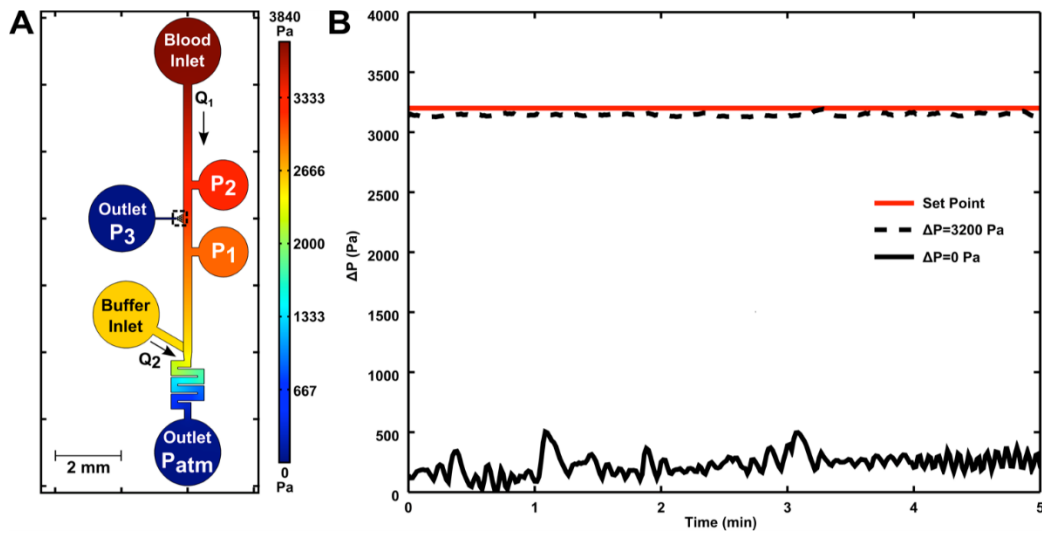 A
Blood
Inlet
Q1
P2
Outlet
P3
P1
Buffer
Inlet
Q2
Outlet
Patm
2 mm
3840
Pa
3333
2666
2000
1333
667
0
Pa
B
4000
3500
3000
2500
2000
1500
1000
500
0
ΔP (Pa)
Set Point
ΔP=3200 Pa
ΔP=0 Pa
0
1
2
3
4
5
Time (min)